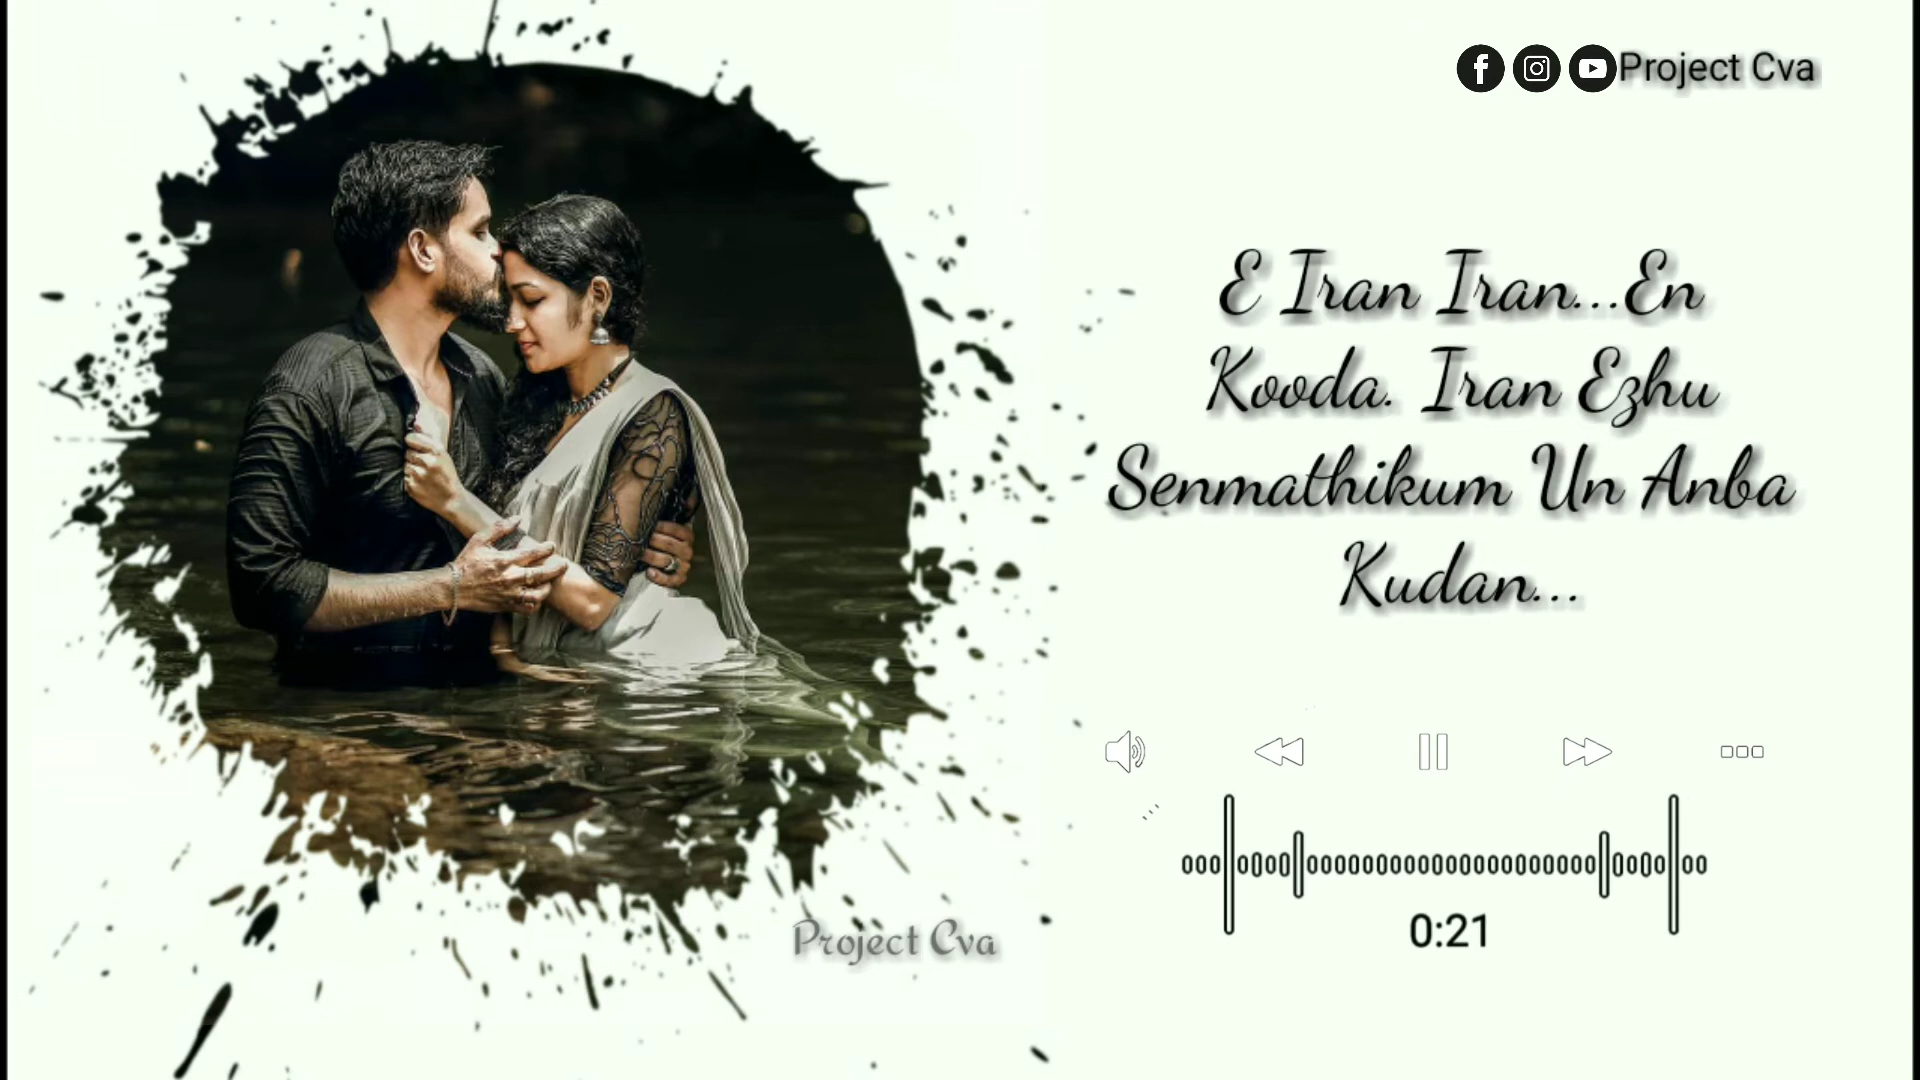 Project Cva
E Iran Iran...En
Kooda. Iran Ezhu
Senmathikum Un Anba
Kudan...
0:21
Project Cva